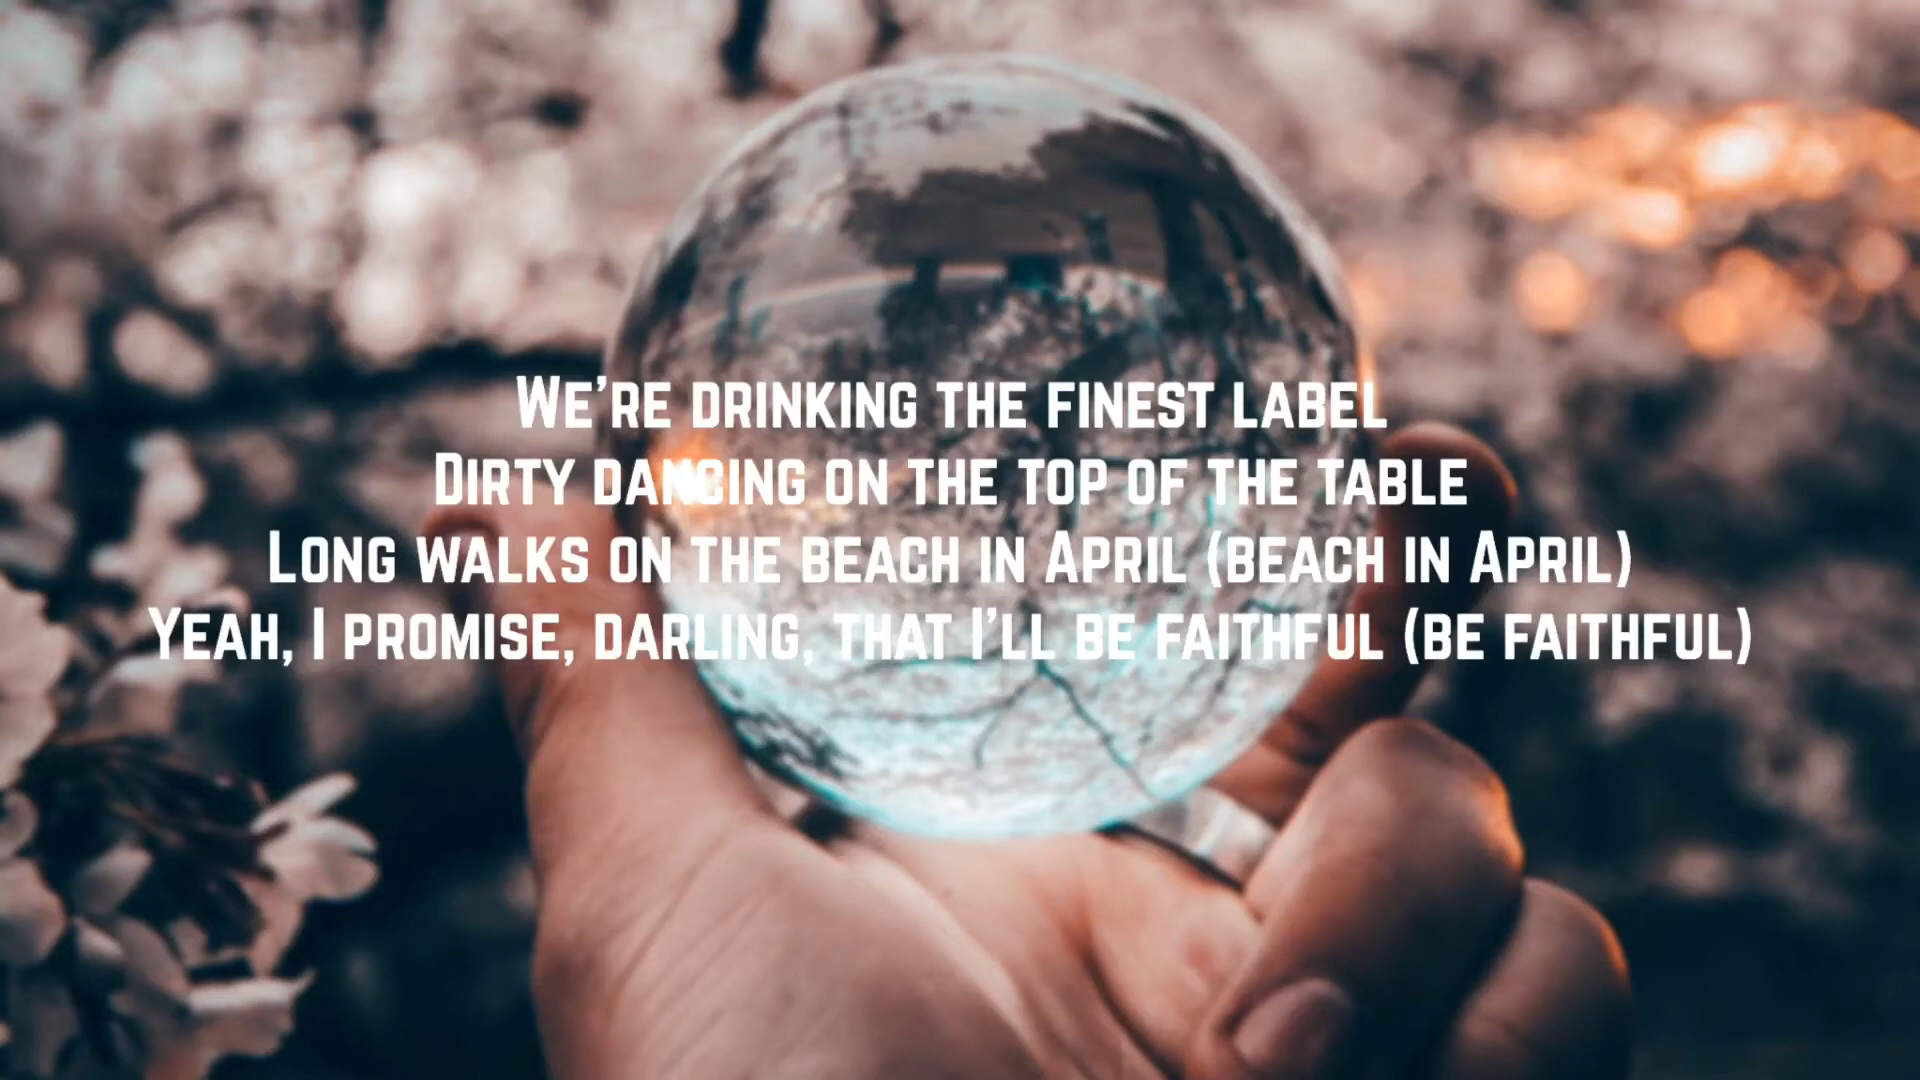 We're drinking the finest label
Dirty dancing on the top of the table
Long walks on the beach in April (beach in April)
Yeah, I promise, darling, that I'll be faithful (be faithful)